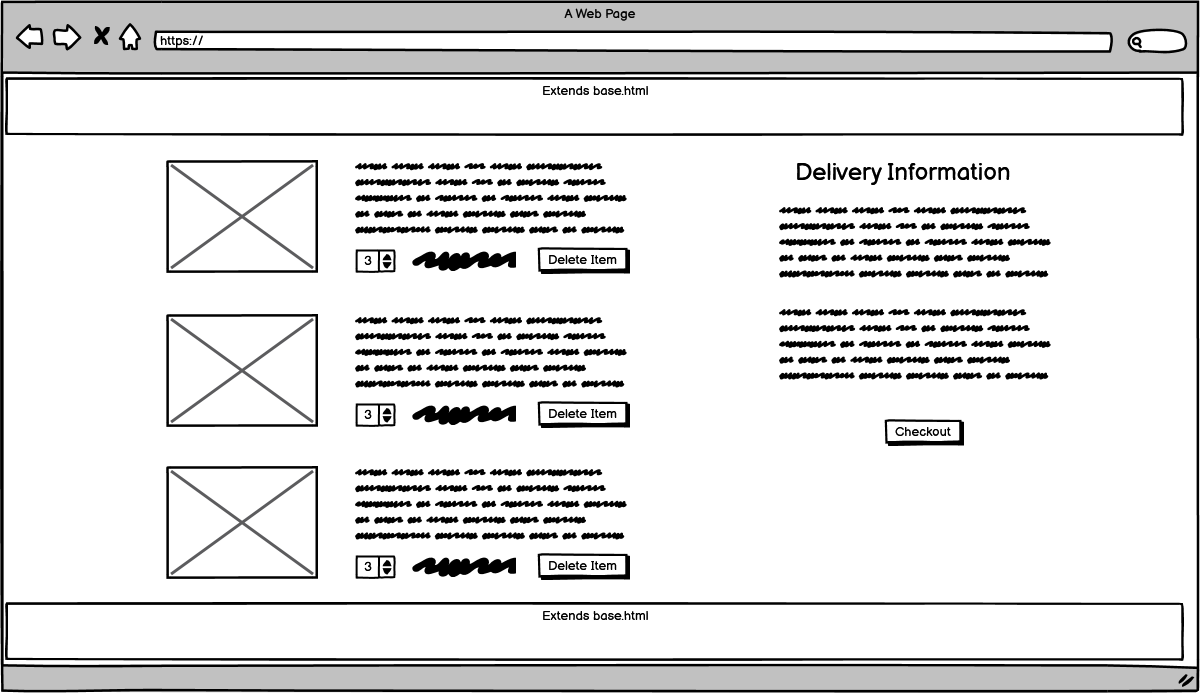 A Web Page
https://
Extends base.html
Delivery Information
3
Delete Item
3
Delete Item
Checkout
3
Delete Item
Extends base.html